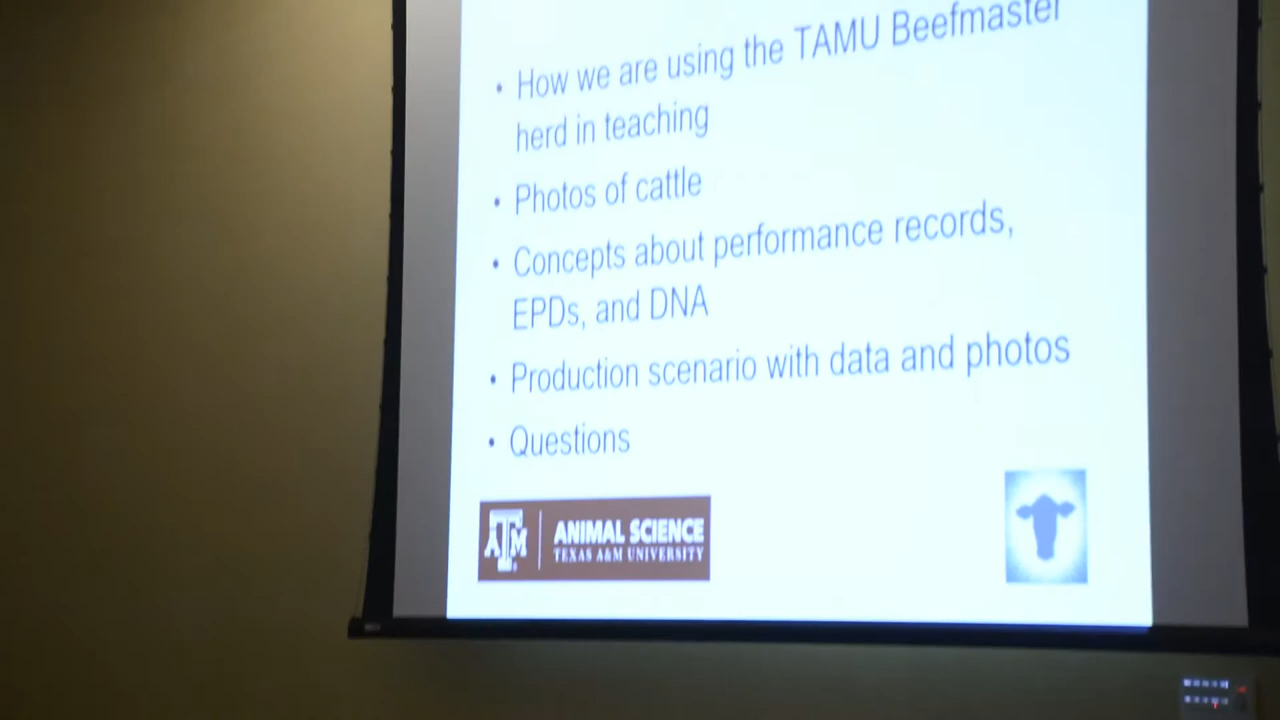 • How we are using the TAMU Beefmaster
herd in teaching
• Photos of cattle
• Concepts about performance records,
EPDs, and DNA
• Production scenario with data and photos
• Questions
ATM
ANIMAL SCIENCE
TEXAS A&M UNIVERSITY